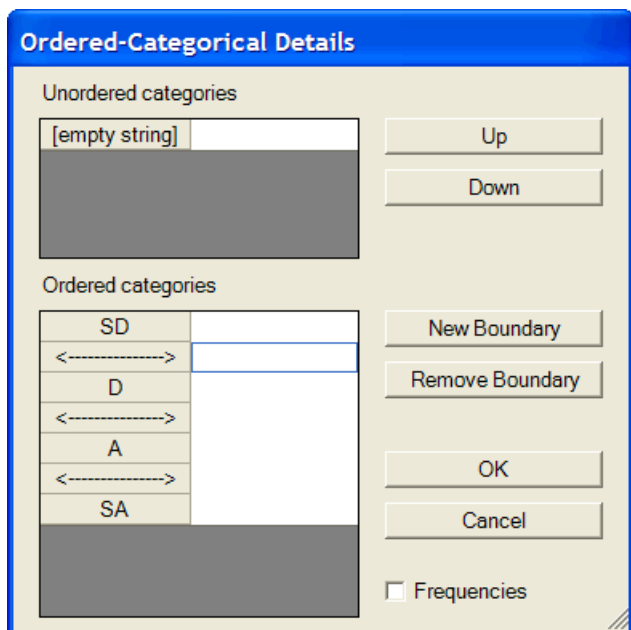 Ordered-Categorical Details
Unordered categories
[empty string]
Up
Down
Ordered categories
SD
<--------------->
D
<--------------->
A
<--------------->
SA
New Boundary
Remove Boundary
OK
Cancel
Frequencies